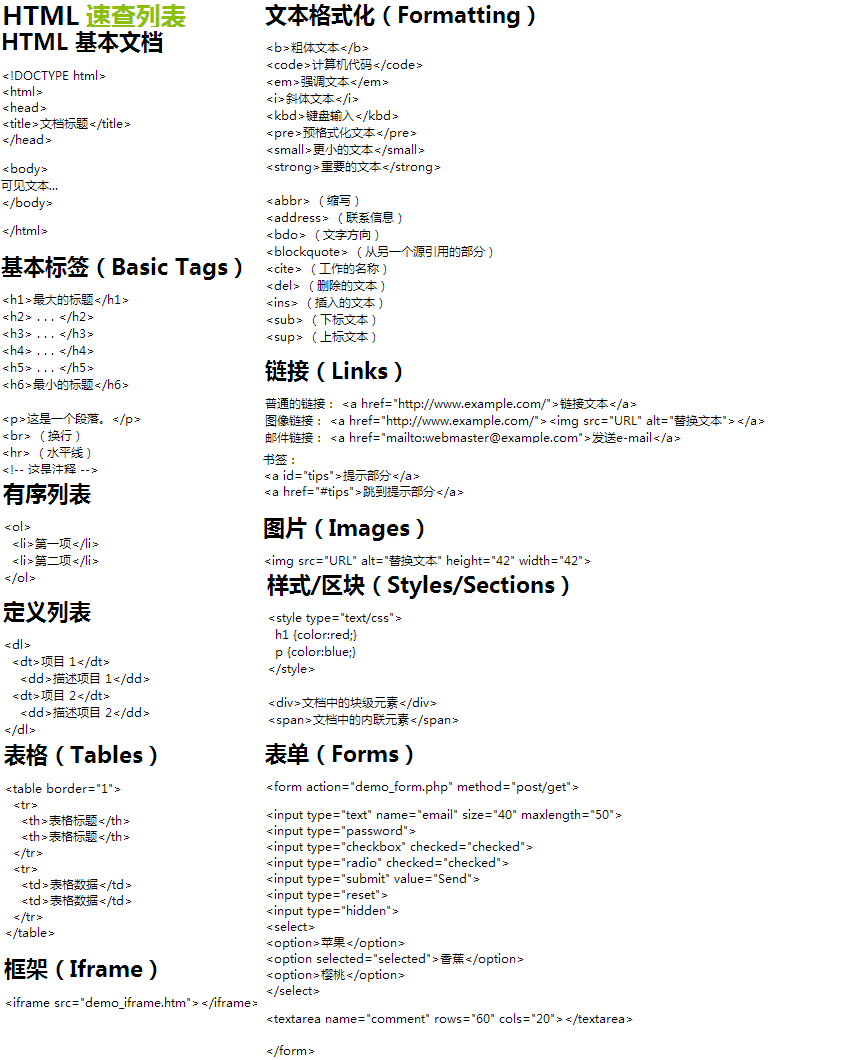 HTML 速查列表
HTML 基本文档
<!DOCTYPE html>
<html>
<head>
<title>文档标题</title>
</head>
<body>
可见文本...
</body>
</html>
基本标签（Basic Tags）
<h1>最大的标题</h1>
<h2> . . . </h2>
<h3> . . . </h3>
<h4> . . . </h4>
<h5> . . . </h5>
<h6>最小的标题</h6>
<p>这是一个段落。</p>
<br> （换行）
<hr> （水平线）
<!-- 这是注释 -->
有序列表
<ol>
<li>第一项</li>
<li>第二项</li>
</ol>
定义列表
<dl>
<dt>项目 1</dt>
<dd>描述项目 1</dd>
<dt>项目 2</dt>
<dd>描述项目 2</dd>
</dl>
表格（Tables）
<table border="1">
<tr>
<th>表格标题</th>
<th>表格标题</th>
</tr>
<tr>
<td>表格数据</td>
<td>表格数据</td>
</tr>
</table>
框架（Iframe）
<iframe src="demo_iframe.htm"></iframe>
文本格式化（Formatting）
<b>粗体文本</b>
<code>计算机代码</code>
<em>强调文本</em>
<i>斜体文本</i>
<kbd>键盘输入</kbd>
<pre>预格式化文本</pre>
<small>更小的文本</small>
<strong>重要的文本</strong>
<abbr> （缩写）
<address> （联系信息）
<bdo> （文字方向）
<blockquote> （从另一个源引用的部分）
<cite> （工作的名称）
<del> （删除的文本）
<ins> （插入的文本）
<sub> （下标文本）
<sup> （上标文本）
链接（Links）
普通的链接： <a href="http://www.example.com/">链接文本</a>
图像链接： <a href="http://www.example.com/"><img src="URL" alt="替换文本"></a>
邮件链接： <a href="mailto:webmaster@example.com">发送e-mail</a>
书签：
<a id="tips">提示部分</a>
<a href="#tips">跳到提示部分</a>
图片（Images）
<img src="URL" alt="替换文本" height="42" width="42">
样式/区块（Styles/Sections）
<style type="text/css">
h1 {color:red;}
p {color:blue;}
</style>
<div>文档中的块级元素</div>
<span>文档中的内联元素</span>
表单（Forms）
<form action="demo_form.php" method="post/get">
<input type="text" name="email" size="40" maxlength="50">
<input type="password">
<input type="checkbox" checked="checked">
<input type="radio" checked="checked">
<input type="submit" value="Send">
<input type="reset">
<input type="hidden">
<select>
<option>苹果</option>
<option selected="selected">香蕉</option>
<option>樱桃</option>
</select>
<textarea name="comment" rows="60" cols="20"></textarea>
</form>